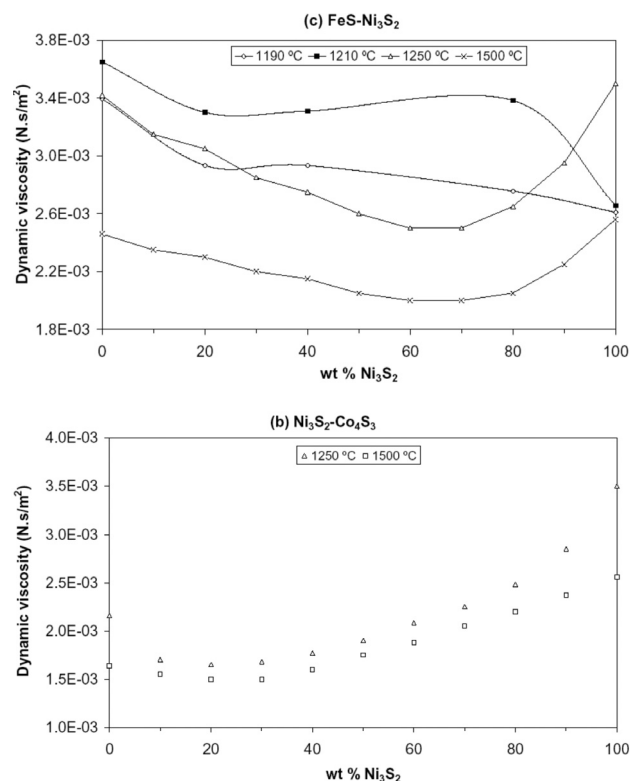 (c) FeS-Ni₃S₂
1190 ºC 1210 ºC 1250 ºC 1500 ºC
Dynamic viscosity (N.s/m²)
3.8E-03
3.4E-03
3.0E-03
2.6E-03
2.2E-03
1.8E-03
0 20 40 60 80 100
wt % Ni₃S₂
(b) Ni₃S₂-Co₄S₃
1250 ºC 1500 ºC
Dynamic viscosity (N.s/m²)
4.0E-03
3.5E-03
3.0E-03
2.5E-03
2.0E-03
1.5E-03
1.0E-03
0 20 40 60 80 100
wt % Ni₃S₂